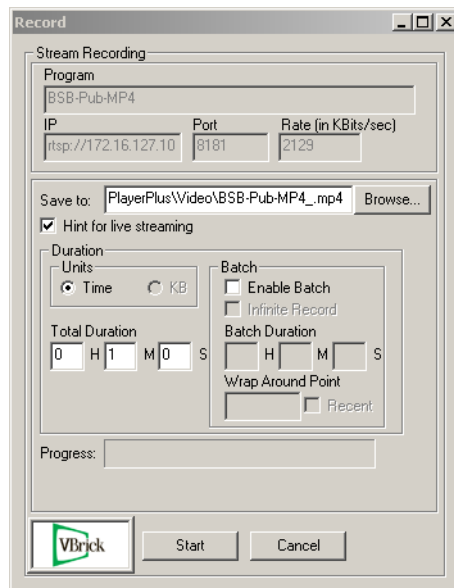 Record
Stream Recording
Program
BSB-Pub-MP4
IP Port Rate (in KBits/sec)
rtsp://172.16.127.10 8181 2129
Save to: PlayerPlus\Video\BSB-Pub-MP4_.mp4 Browse...
Hint for live streaming
Duration
Units
Time KB
Total Duration
0 H 1 M 0 S
Batch
Enable Batch
Infinite Record
Batch Duration
H M S
Wrap Around Point
Recent
Progress:
VBrick Start Cancel